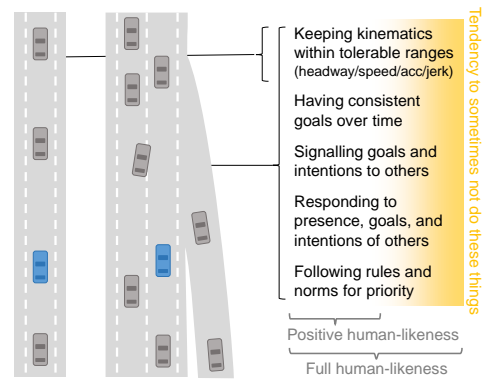 Keeping kinematics
within tolerable ranges
(headway/speed/acc/jerk)
Having consistent
goals over time
Signalling goals and
intentions to others
Responding to
presence, goals, and
intentions of others
Following rules and
norms for priority
Tendency to sometimes not do these things
Positive human-likeness
Full human-likeness